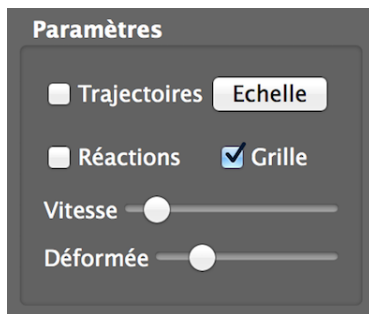 Paramètres
Trajectoires Echelle
Réactions Grille
Vitesse
Déformée